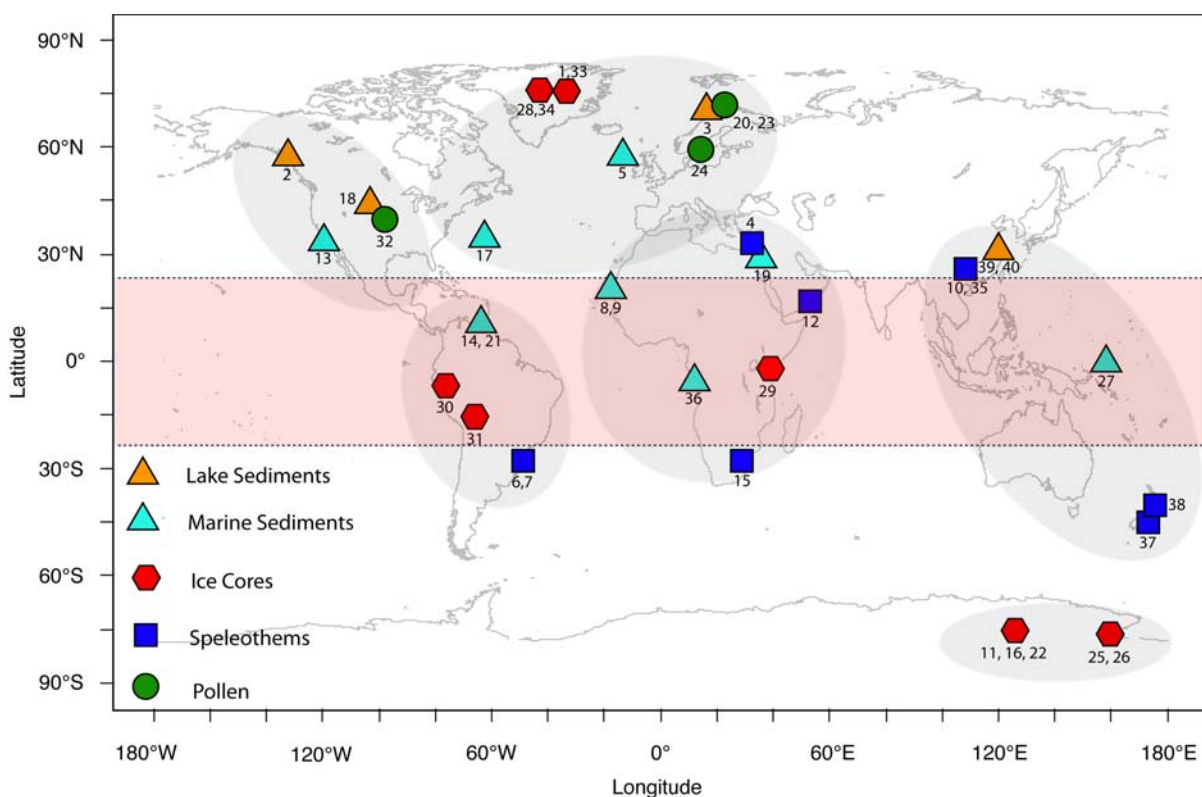 90°N
1,33
28,34
3
20, 23
60°N
2
5
24
18
32
4
30°N
13
17
19
39, 40
10, 35
8,9
12
14, 21
Latitude
0°
30
36
29
27
31
30°S
6,7
15
Lake Sediments
38
Marine Sediments
37
60°S
Ice Cores
Speleothems
11, 16, 22
25, 26
90°S
Pollen
180°W
120°W
60°W
0°
60°E
120°E
180°E
Longitude